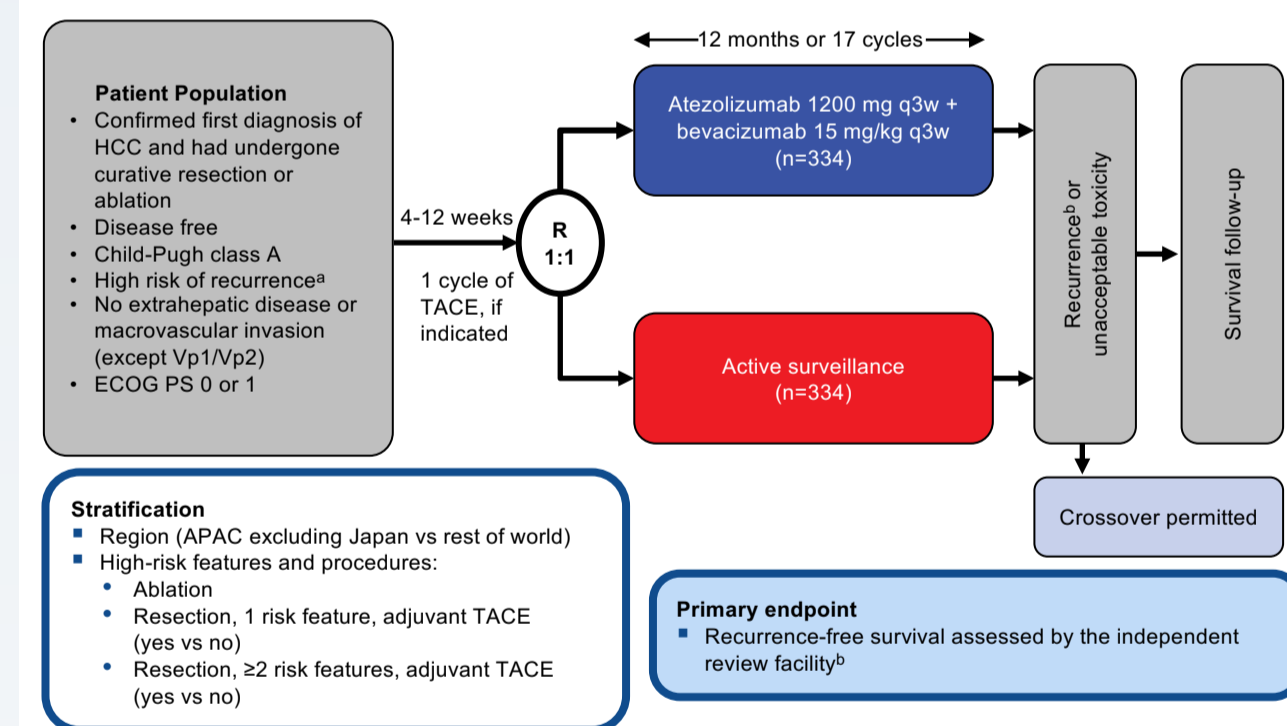 Patient Population
• Confirmed first diagnosis of
HCC and had undergone
curative resection or
ablation
• Disease free
• Child-Pugh class A
• High risk of recurrenceᵃ
• No extrahepatic disease or
macrovascular invasion
(except Vp1/Vp2)
• ECOG PS 0 or 1
4-12 weeks
1 cycle of
TACE, if
indicated
R
1:1
12 months or 17 cycles
Atezolizumab 1200 mg q3w +
bevacizumab 15 mg/kg q3w
(n=334)
Active surveillance
(n=334)
Recurrenceᵇ or
unacceptable toxicity
Survival follow-up
Crossover permitted
Stratification
▪ Region (APAC excluding Japan vs rest of world)
▪ High-risk features and procedures:
• Ablation
• Resection, 1 risk feature, adjuvant TACE
(yes vs no)
• Resection, ≥2 risk features, adjuvant TACE
(yes vs no)
Primary endpoint
▪ Recurrence-free survival assessed by the independent
review facilityᵇ